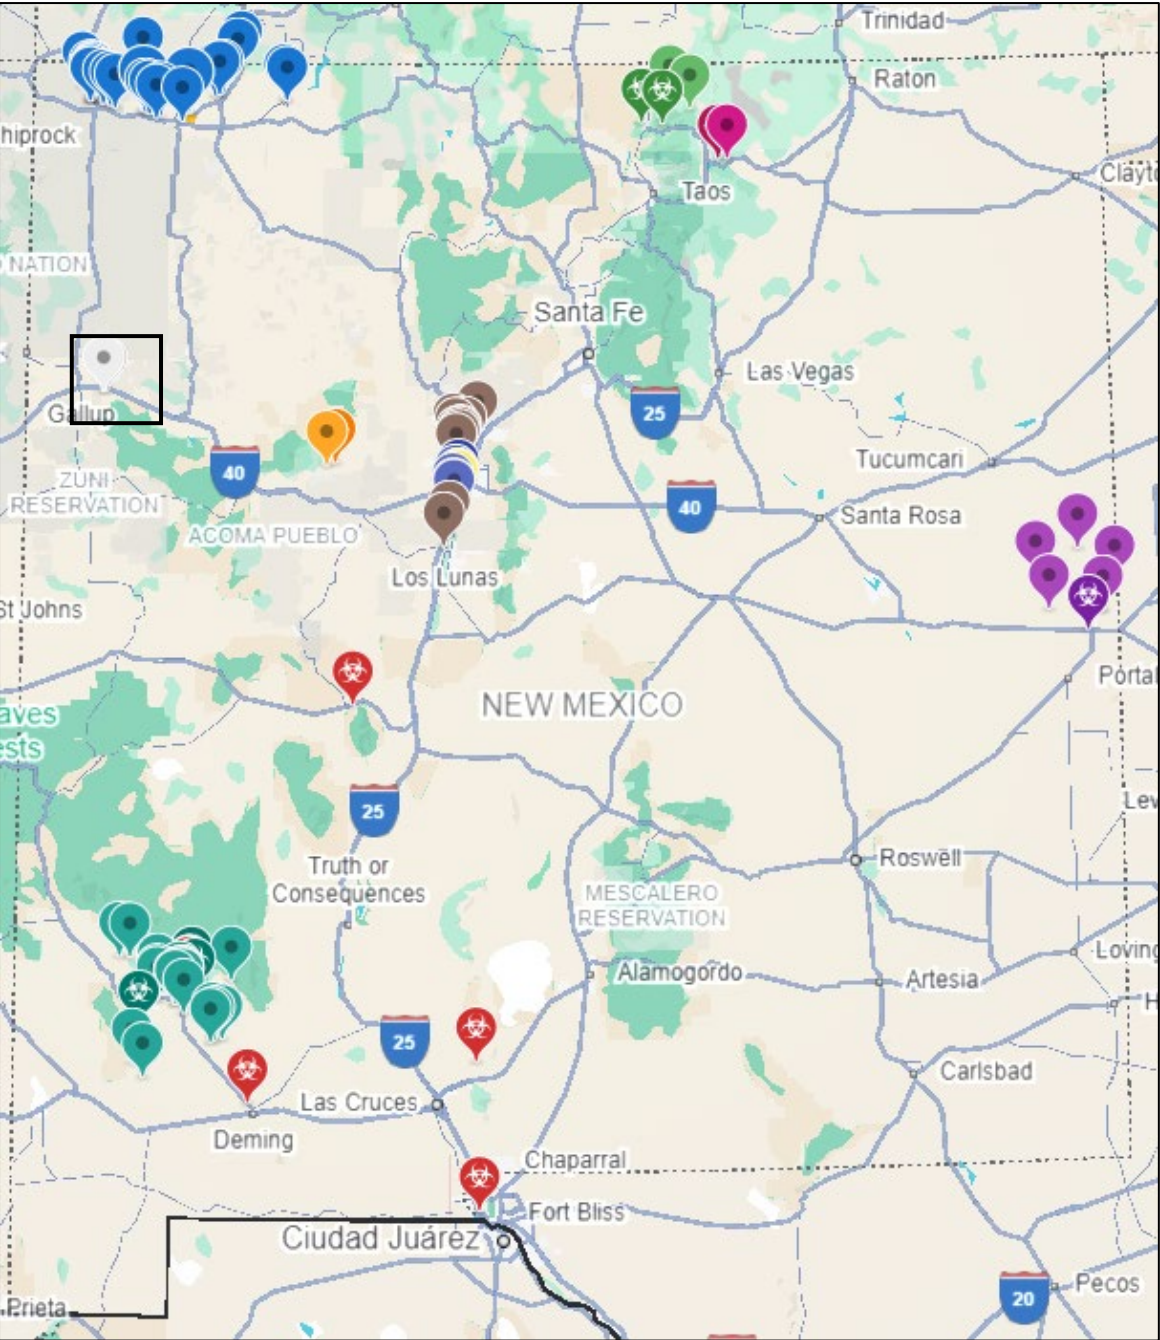 Trinidad
Raton
hiprock
Clayto
Taos
NATION
Santa Fe
Las Vegas
25
Gallup
40
Tucumcari
ZUNI
RESERVATION
40
Santa Rosa
ACOMA PUEBLO
Los Lunas
St Johns
Portal
NEW MEXICO
aves
ests
25
Lev
Truth or
Consequences
Roswell
MESCALERO
RESERVATION
Loving
Alamogordo
Artesia
H
25
Carlsbad
Las Cruces
Deming
Chaparral
Fort Bliss
Ciudad Juárez
20
Pecos
Prieta